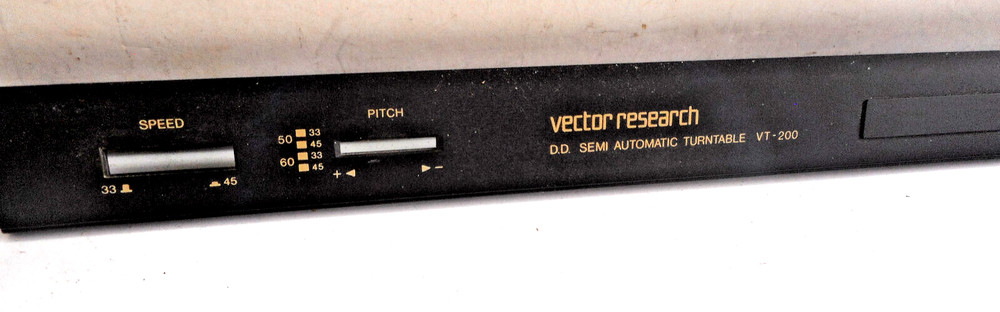 SPEED
33 45
PITCH
50 33
45
60 33
45
+ -
vector research
D.D. SEMI AUTOMATIC TURNTABLE VT-200